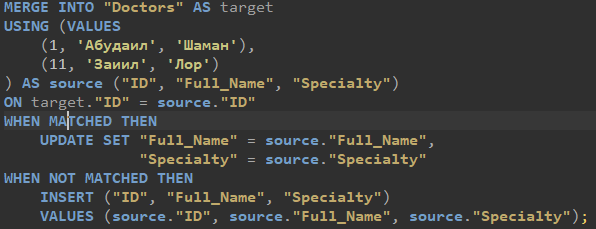 MERGE INTO "Doctors" AS target
USING (VALUES
    (1, 'Абудаил', 'Шаман'),
    (11, 'Заиил', 'Лор')
) AS source ("ID", "Full_Name", "Specialty")
ON target."ID" = source."ID"
WHEN MATCHED THEN
    UPDATE SET "Full_Name" = source."Full_Name",
               "Specialty" = source."Specialty"
WHEN NOT MATCHED THEN
    INSERT ("ID", "Full_Name", "Specialty")
    VALUES (source."ID", source."Full_Name", source."Specialty");